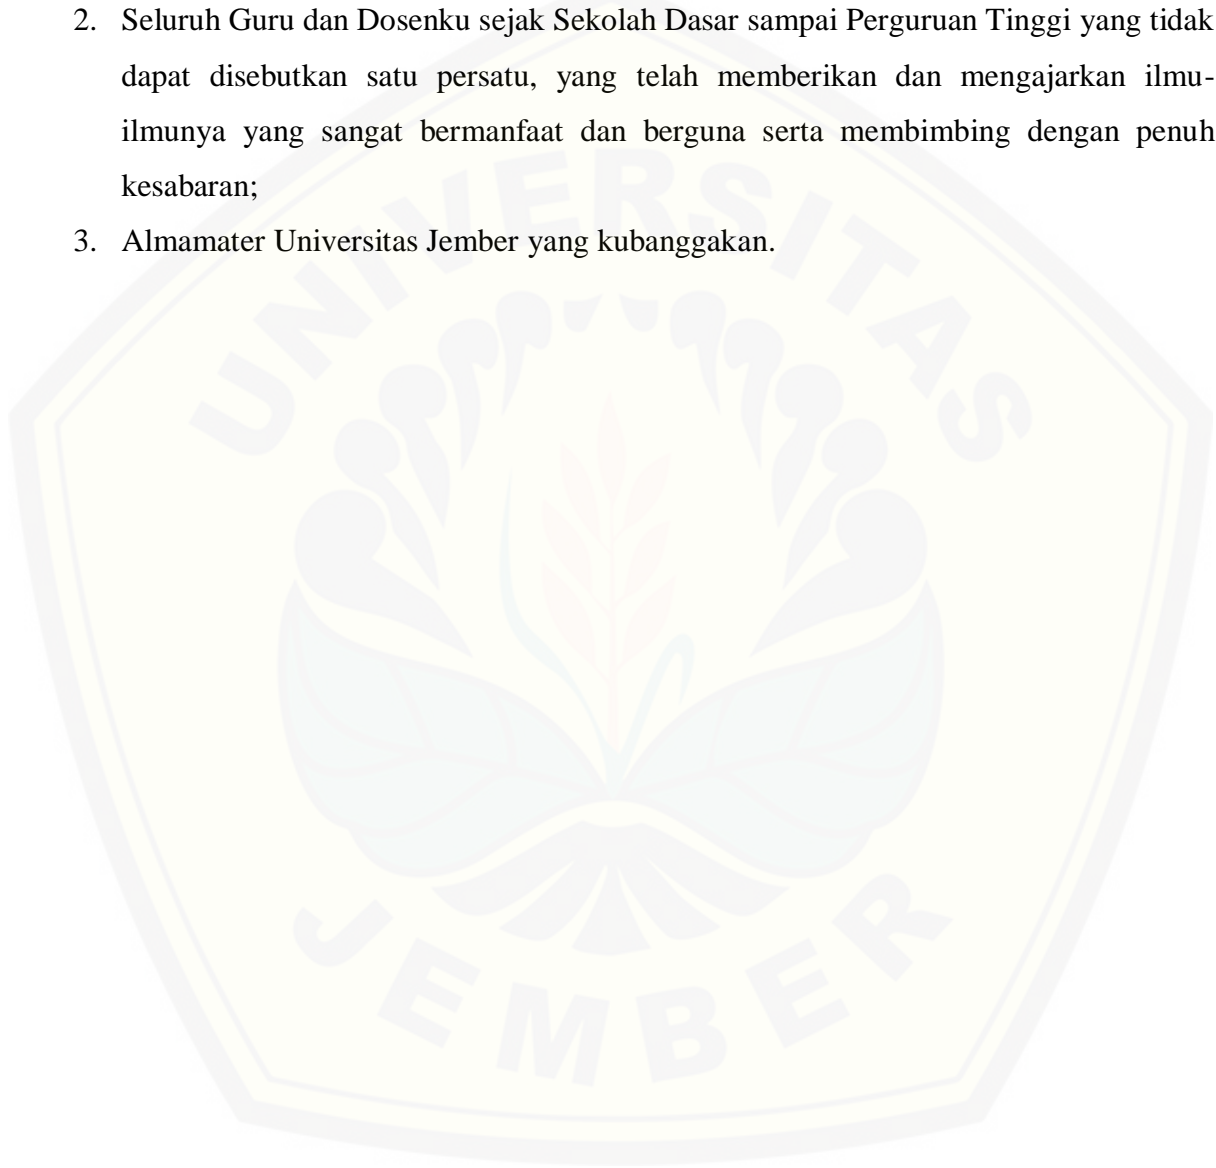 2. Seluruh Guru dan Dosenku sejak Sekolah Dasar sampai Perguruan Tinggi yang tidak
dapat disebutkan satu persatu, yang telah memberikan dan mengajarkan ilmu-
ilmunya yang sangat bermanfaat dan berguna serta membimbing dengan penuh
kesabaran;
3. Almamater Universitas Jember yang kubanggakan.
UNIVERSITAS
JEMBER